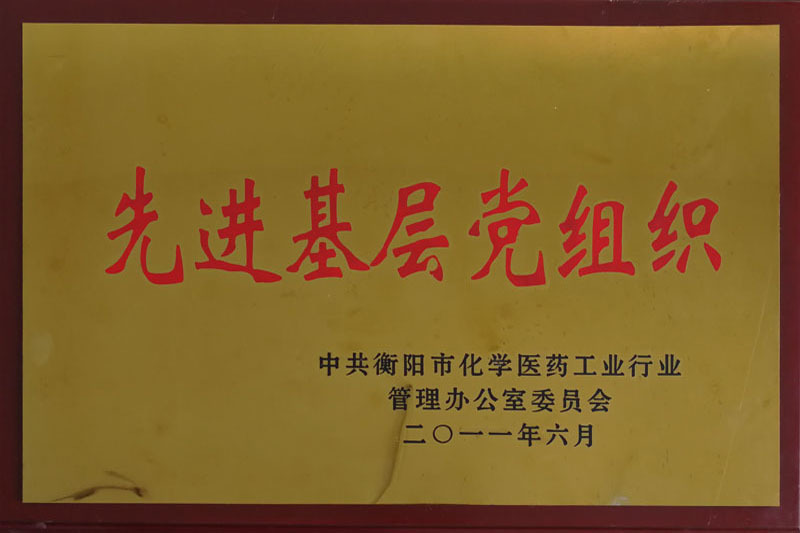 先进基层党组织
中共衡阳市化学医药工业行业
管理办公室委员会
二〇一一年六月